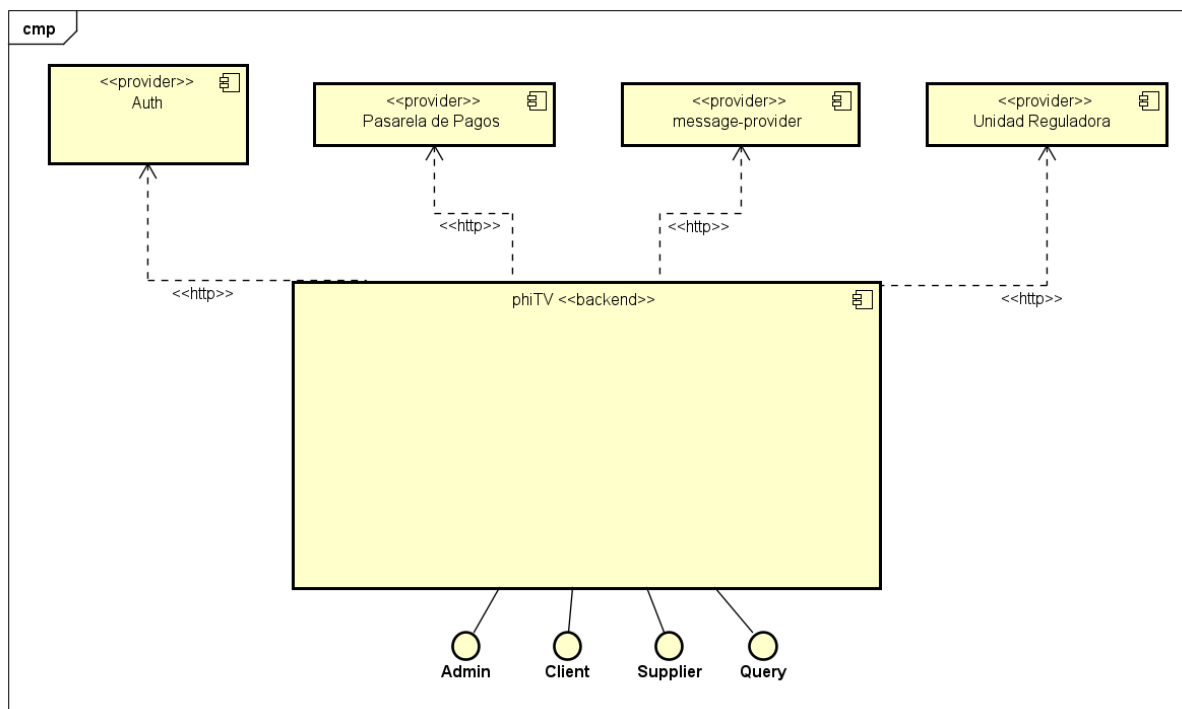 cmp
<<provider>>
Auth
<<provider>>
Pasarela de Pagos
<<provider>>
message-provider
<<provider>>
Unidad Reguladora
<<http>>
<<http>>
<<http>>
<<http>>
phiTV <<backend>>
Admin
Client
Supplier
Query